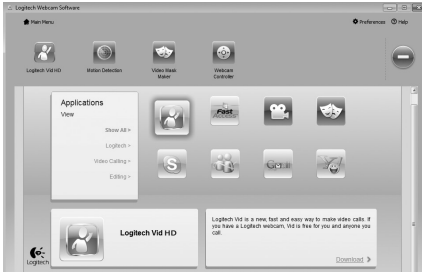 Logitech Webcam Software
Main Menu
Preferences
Help
Logitech Vid HD
Motion Detection
Video Mask
Maker
Webcam
Controller
Applications
View
Show All >
Logitech >
Video Calling >
Editing >
Fast
Logitech Vid HD
Logitech Vid is a new, fast and easy way to make video calls. If
you have a Logitech webcam, Vid is free for you and anyone you
call.
Download >
Logitech